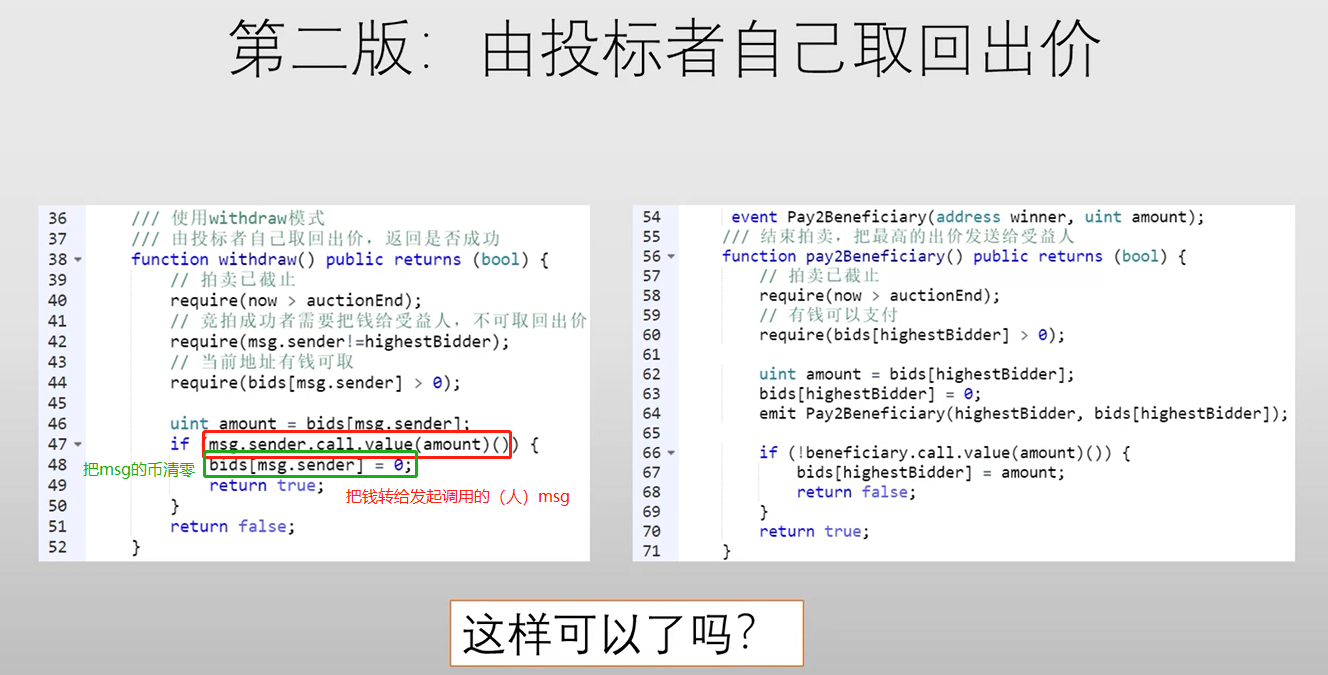 第二版：由投标者自己取回出价
36 /// 使用withdraw模式
37 /// 由投标者自己取回出价，返回是否成功
38 function withdraw() public returns (bool) {
39 // 拍卖已截止
40 require(now > auctionEnd);
41 // 竞拍成功者需要把钱给受益人，不可取回出价
42 require(msg.sender!=highestBidder);
43 // 当前地址有钱可取
44 require(bids[msg.sender] > 0);
45
46 uint amount = bids[msg.sender];
47 if (msg.sender.call.value(amount)()) {
48 bids[msg.sender] = 0;
把msg的币清零
49 return true;
把钱转给发起调用的（人）msg
50 }
51 return false;
52 }
54 event Pay2Beneficiary(address winner, uint amount);
55 /// 结束拍卖，把最高的出价发送给受益人
56 function pay2Beneficiary() public returns (bool) {
57 // 拍卖已截止
58 require(now > auctionEnd);
59 // 有钱可以支付
60 require(bids[highestBidder] > 0);
61
62 uint amount = bids[highestBidder];
63 bids[highestBidder] = 0;
64 emit Pay2Beneficiary(highestBidder, bids[highestBidder]);
65
66 if (!beneficiary.call.value(amount)()) {
67 bids[highestBidder] = amount;
68 return false;
69 }
70 return true;
71 }
这样可以了吗？